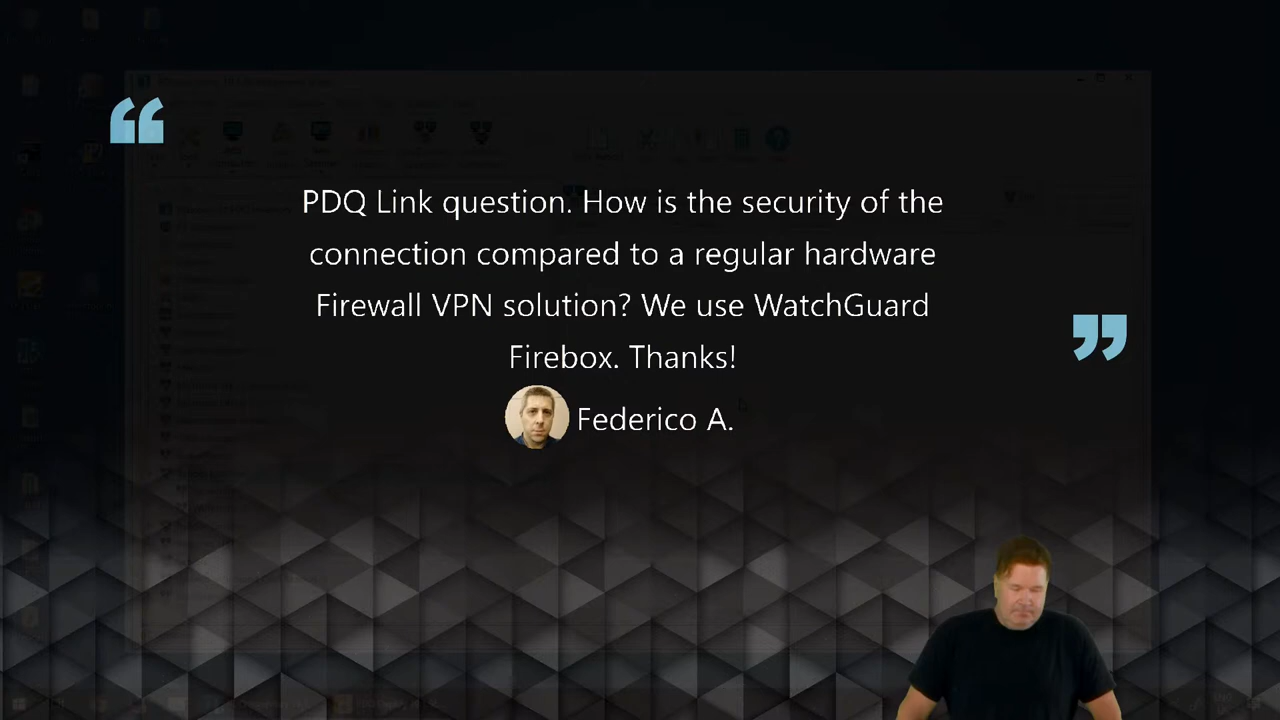 PDQ Link question. How is the security of the
connection compared to a regular hardware
Firewall VPN solution? We use WatchGuard
Firebox. Thanks!
Federico A.